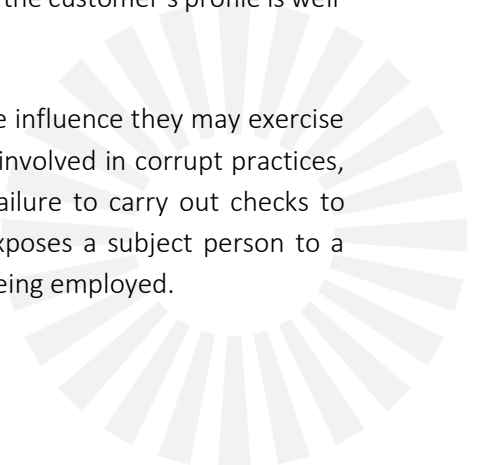 the customer's profile is well
e influence they may exercise
involved in corrupt practices,
ailure to carry out checks to
xposes a subject person to a
eing employed.